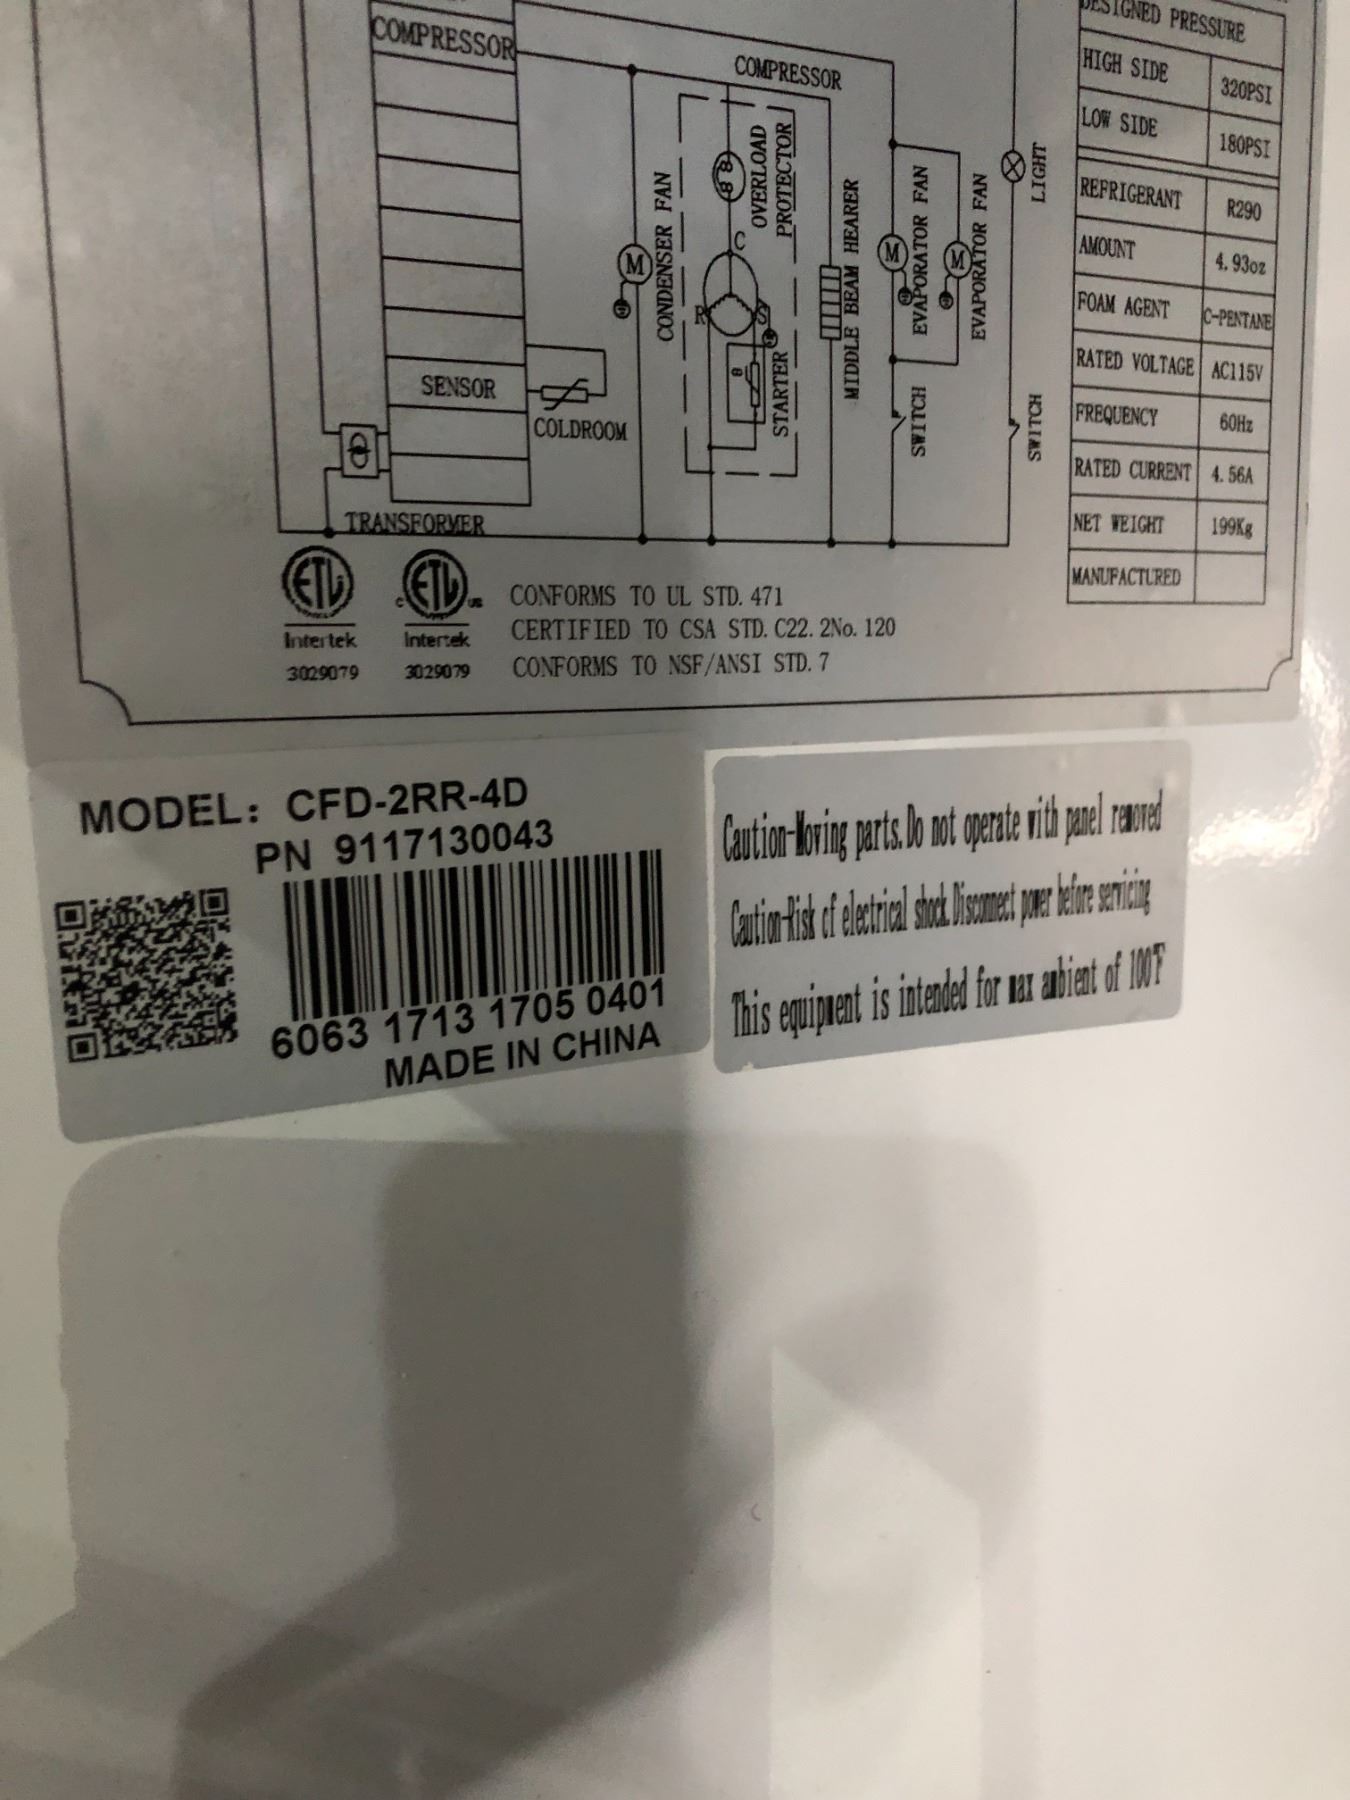 COMPRESSOR
SENSOR
COLDROOM
TRANSFORMER
COMPRESSOR
CONDENSER FAN
M
OVERLOAD
PROTECTOR
C
R
S
STARTER
MIDDLE BEAM HEARER
M
EVAPORATOR FAN
M
EVAPORATOR FAN
SWITCH
LIGHT
SWITCH
DESIGNED PRESSURE
HIGH SIDE 320PSI
LOW SIDE 180PSI
REFRIGERANT R290
AMOUNT 4.93oz
FOAM AGENT C-PENTANE
RATED VOLTAGE AC115V
FREQUENCY 60Hz
RATED CURRENT 4.56A
NET WEIGHT 199Kg
MANUFACTURED
ETL
Intertek
3029079
C ETL US
Intertek
3029079
CONFORMS TO UL STD. 471
CERTIFIED TO CSA STD. C22. 2No. 120
CONFORMS TO NSF/ANSI STD. 7
MODEL: CFD-2RR-4D
PN 9117130043
6063 1713 1705 0401
MADE IN CHINA
Caution-Moving parts.Do not operate with panel removed
Caution-Risk of electrical shock.Disconnect power before servicing
This equipment is intended for max ambient of 100°F